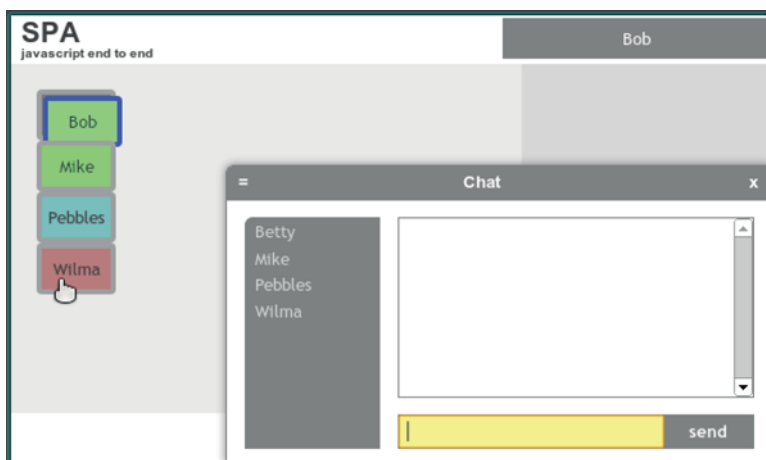 SPA
javascript end to end
Bob
Bob
Mike
Pebbles
Wilma
= Chat x
Betty
Mike
Pebbles
Wilma
send